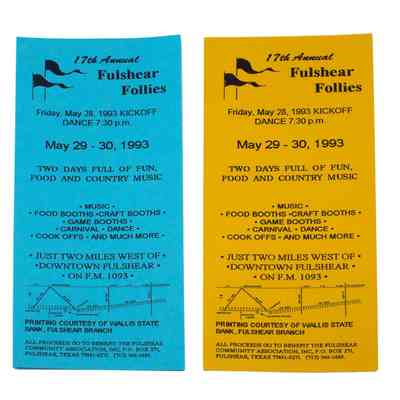 17th Annual
Fulshear
Follies
Friday, May 28, 1993 KICKOFF
DANCE 7:30 p.m.
May 29 - 30, 1993
TWO DAYS FULL OF FUN,
FOOD AND COUNTRY MUSIC
• MUSIC •
• FOOD BOOTHS • CRAFT BOOTHS •
• GAME BOOTHS •
• CARNIVAL • DANCE •
• COOK OFFS • AND MUCH MORE •
• JUST TWO MILES WEST OF •
• DOWNTOWN FULSHEAR •
• ON F.M. 1093 •
PRINTING COURTESY OF WALLIS STATE
BANK, FULSHEAR BRANCH
ALL PROCEEDS GO TO BENEFIT THE FULSHEAR
COMMUNITY ASSOCIATION, INC, P.O. BOX 271,
FULSHEAR, TEXAS
17th Annual
Fulshear
Follies
Friday, May 28, 1993 KICKOFF
DANCE 7:30 p.m.
May 29 - 30, 1993
TWO DAYS FULL OF FUN,
FOOD AND COUNTRY MUSIC
• MUSIC •
• FOOD BOOTHS • CRAFT BOOTHS •
• GAME BOOTHS •
• CARNIVAL • DANCE •
• COOK OFFS • AND MUCH MORE •
• JUST TWO MILES WEST OF •
• DOWNTOWN FULSHEAR •
• ON F.M. 1093 •
PRINTING COURTESY OF WALLIS STATE
BANK, FULSHEAR BRANCH
ALL PROCEEDS GO TO BENEFIT THE FULSHEAR
COMMUNITY ASSOCIATION, INC, P.O. BOX 271,
FULSHEAR, TEXAS